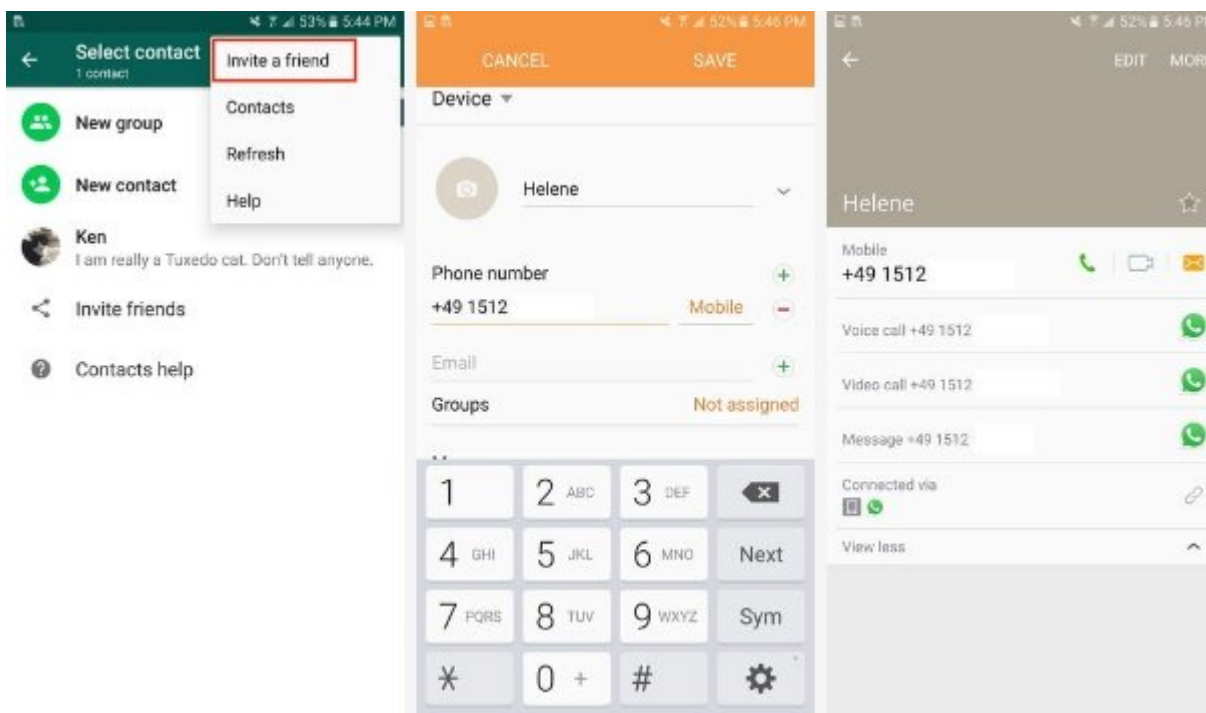 53% 5:44 PM
Select contact
1 contact
Invite a friend
Contacts
Refresh
Help
New group
New contact
Ken
I am really a Tuxedo cat. Don't tell anyone.
Invite friends
Contacts help
52% 5:46 PM
CANCEL SAVE
Device
Helene
Phone number
+49 1512 Mobile
Email
Groups Not assigned
1 2 ABC 3 DEF
4 GHI 5 JKL 6 MNO Next
7 PQRS 8 TUV 9 WXYZ Sym
* 0 + #
52% 5:46 P
EDIT MOR
Helene
Mobile
+49 1512
Voice call +49 1512
Video call +49 1512
Message +49 1512
Connected via
View less